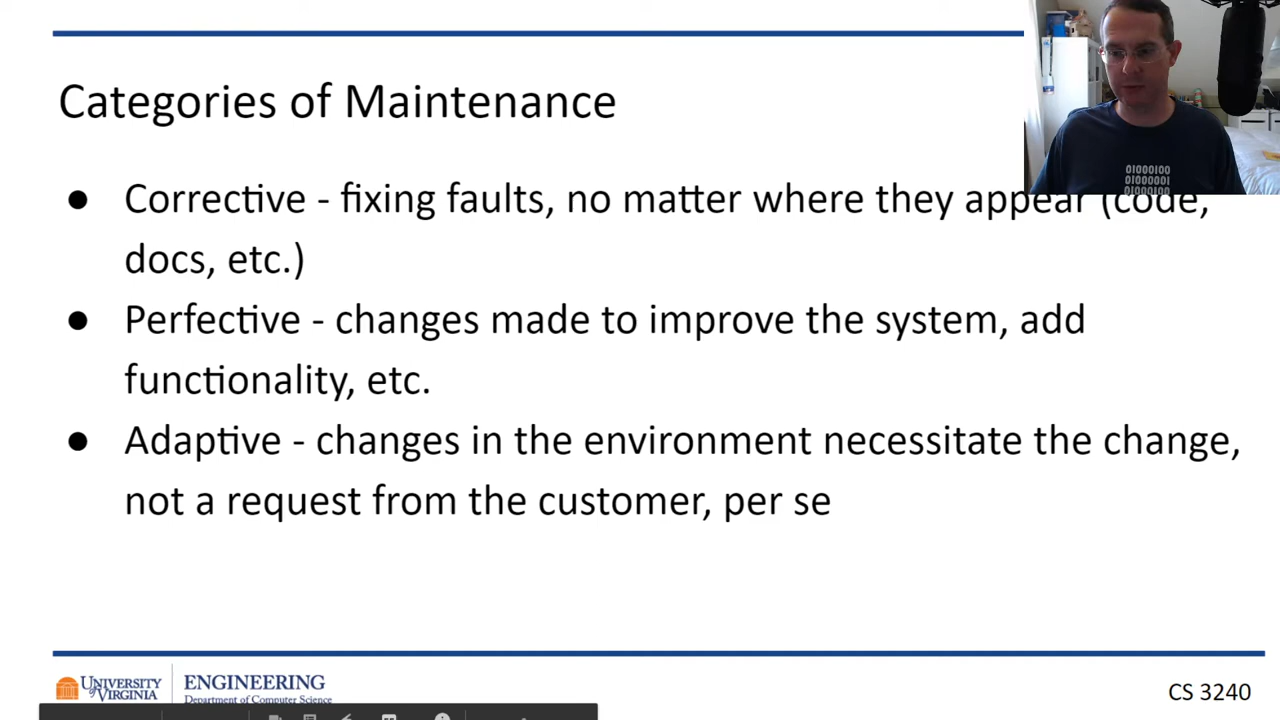 Categories of Maintenance
● Corrective - fixing faults, no matter where they appear (code,
docs, etc.)
● Perfective - changes made to improve the system, add
functionality, etc.
● Adaptive - changes in the environment necessitate the change,
not a request from the customer, per se
01000100
01000001
UNIVERSITY
of VIRGINIA
ENGINEERING
Department of Computer Science
CS 3240